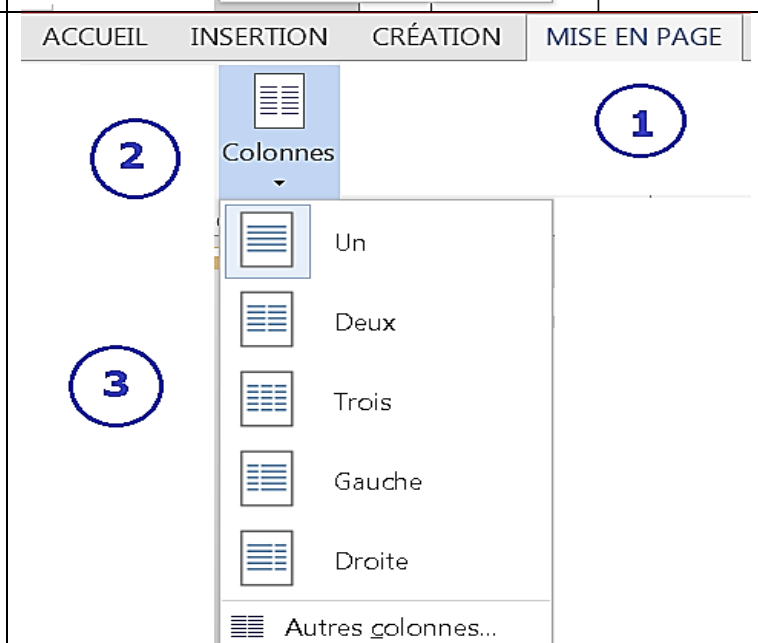 ACCUEIL INSERTION CRÉATION MISE EN PAGE
1
2
Colonnes
Un
Deux
3
Trois
Gauche
Droite
Autres colonnes...